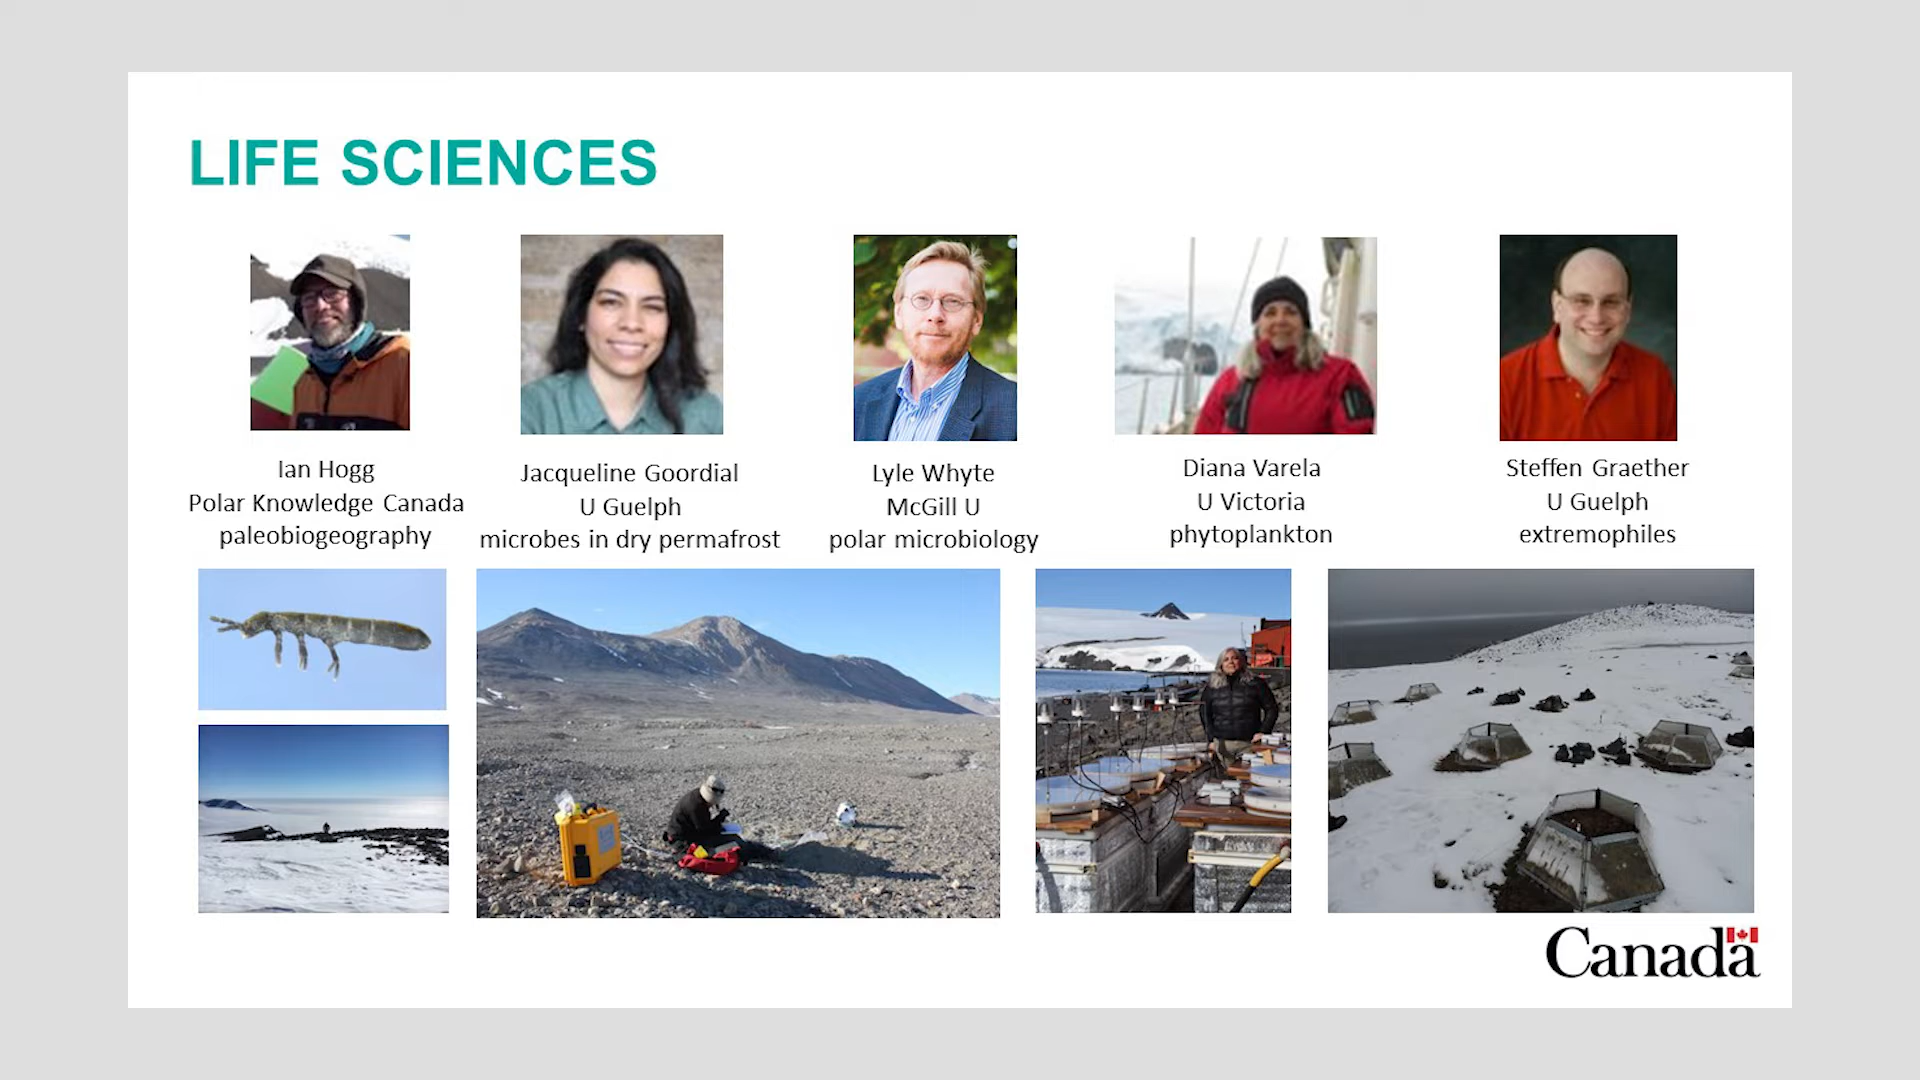 LIFE SCIENCES
Ian Hogg
Polar Knowledge Canada
paleobiogeography
Jacqueline Goordial
U Guelph
microbes in dry permafrost
Lyle Whyte
McGill U
polar microbiology
Diana Varela
U Victoria
phytoplankton
Steffen Graether
U Guelph
extremophiles
Canada